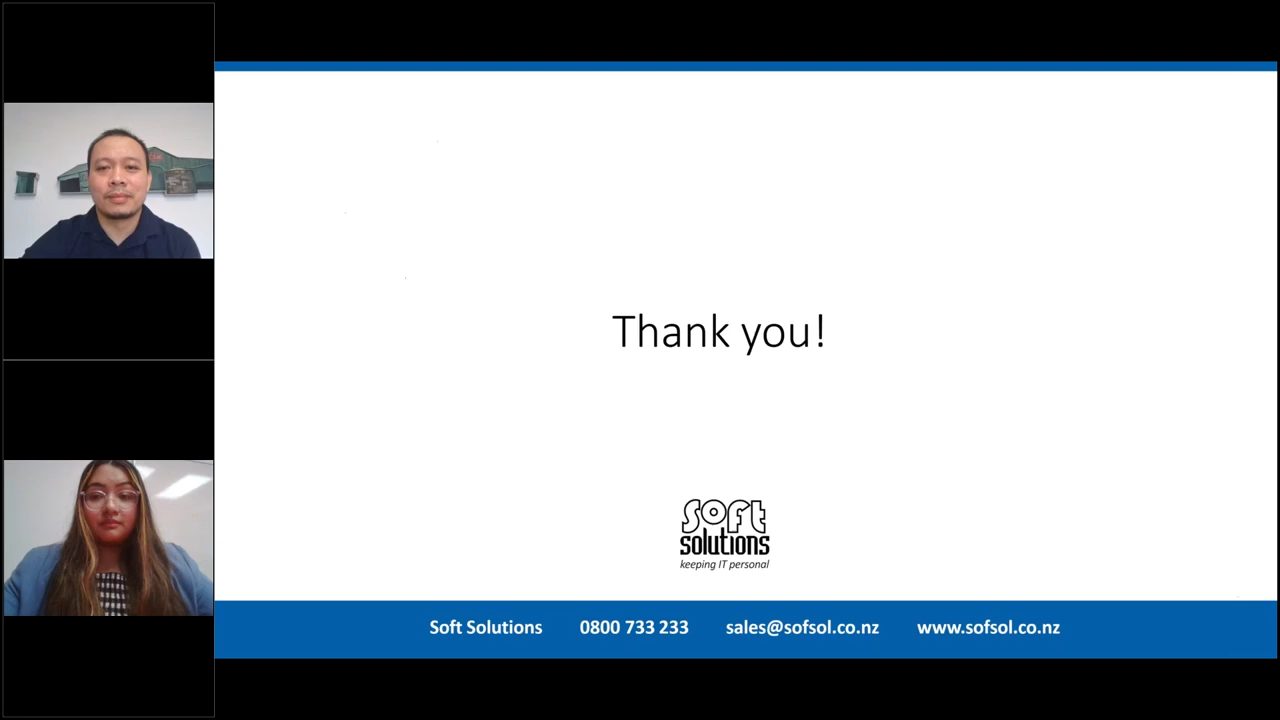 Thank you!
soft
solutions
keeping IT personal
Soft Solutions 0800 733 233 sales@sofsol.co.nz www.sofsol.co.nz